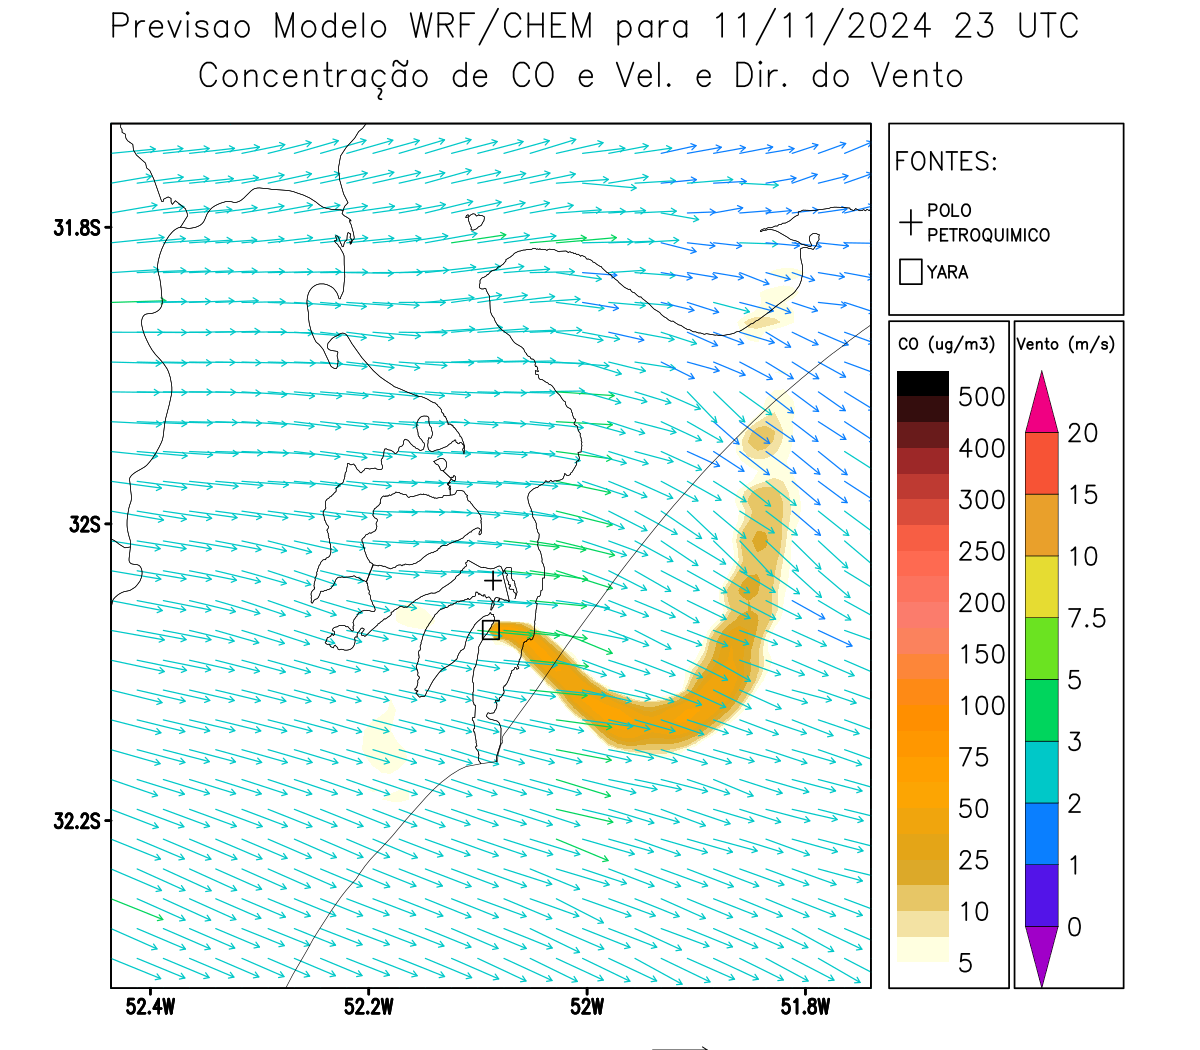 Previsao Modelo WRF/CHEM para 11/11/2024 23 UTC
Concentração de CO e Vel. e Dir. do Vento
FONTES:
POLO
PETROQUIMICO
YARA
CO (ug/m3)
500
400
300
250
200
150
100
75
50
25
10
5
Vento (m/s)
20
15
10
7.5
5
3
2
1
0
31.8S
32S
32.2S
52.4W
52.2W
52W
51.8W